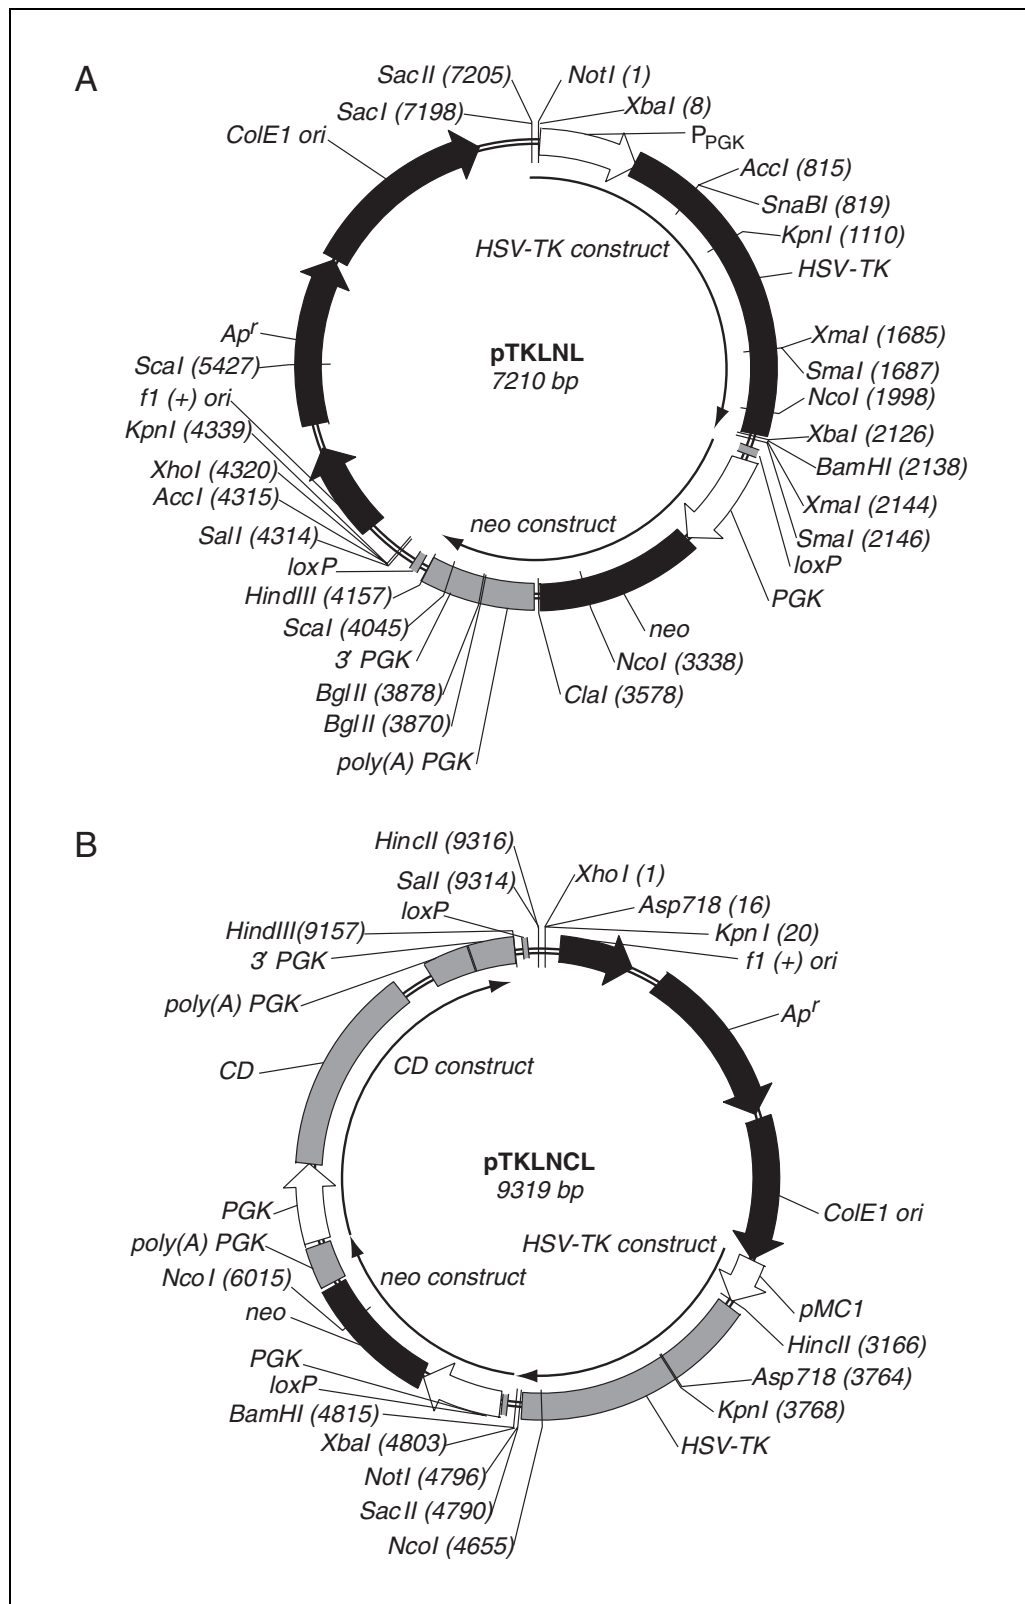 A
SacII (7205)
NotI (1)
SacI (7198)
XbaI (8)
ColE1 ori
PPGK
AccI (815)
SnaBI (819)
KpnI (1110)
HSV-TK construct
HSV-TK
Apr
XmaI (1685)
pTKLNL
ScaI (5427)
7210 bp
SmaI (1687)
f1 (+) ori
NcoI (1998)
KpnI (4339)
XbaI (2126)
XhoI (4320)
BamHI (2138)
AccI (4315)
XmaI (2144)
neo construct
SalI (4314)
SmaI (2146)
loxP
loxP
HindIII (4157)
PGK
ScaI (4045)
neo
3′ PGK
NcoI (3338)
BglII (3878)
ClaI (3578)
BglII (3870)
poly(A) PGK
B
HincII (9316)
SalI (9314)
XhoI (1)
loxP
Asp718 (16)
HindIII(9157)
KpnI (20)
3′ PGK
f1 (+) ori
poly(A) PGK
Apr
CD
CD construct
pTKLNCL
9319 bp
PGK
ColE1 ori
poly(A) PGK
HSV-TK construct
NcoI (6015)
neo construct
neo
pMC1
HincII (3166)
PGK
Asp718 (3764)
loxP
BamHI (4815)
KpnI (3768)
XbaI (4803)
HSV-TK
NotI (4796)
SacII (4790)
NcoI (4655)